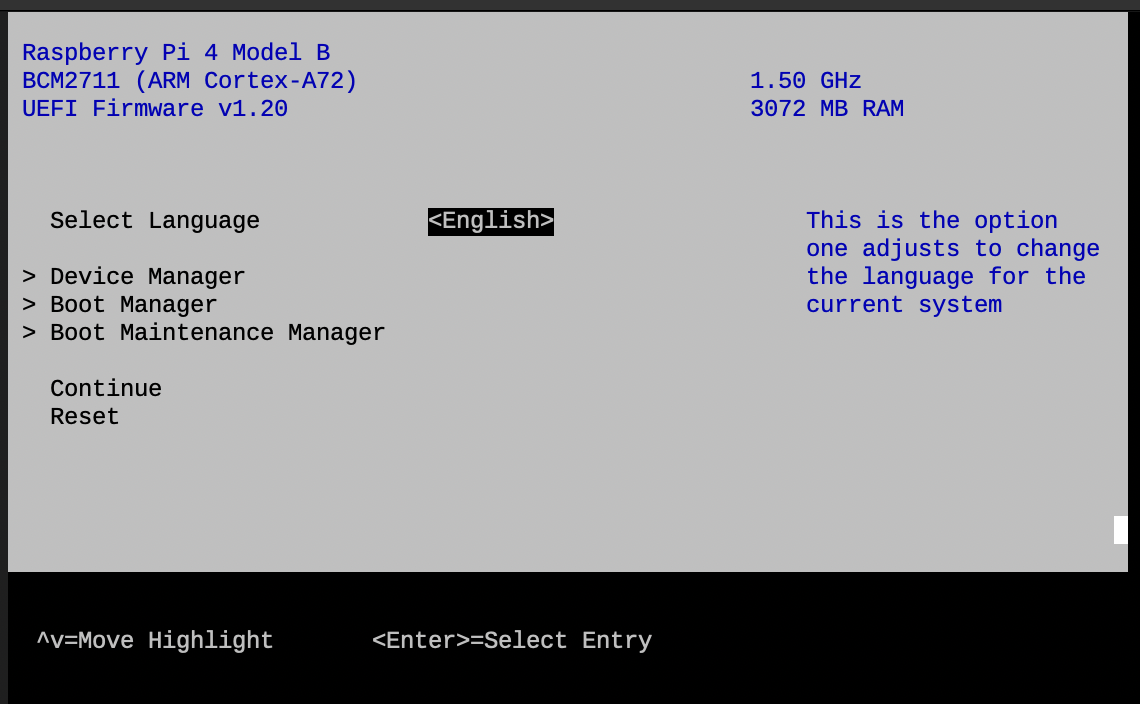 Raspberry Pi 4 Model B
BCM2711 (ARM Cortex-A72) 1.50 GHz
UEFI Firmware v1.20 3072 MB RAM
Select Language <English> This is the option
one adjusts to change
> Device Manager the language for the
> Boot Manager current system
> Boot Maintenance Manager
Continue
Reset
^v=Move Highlight <Enter>=Select Entry